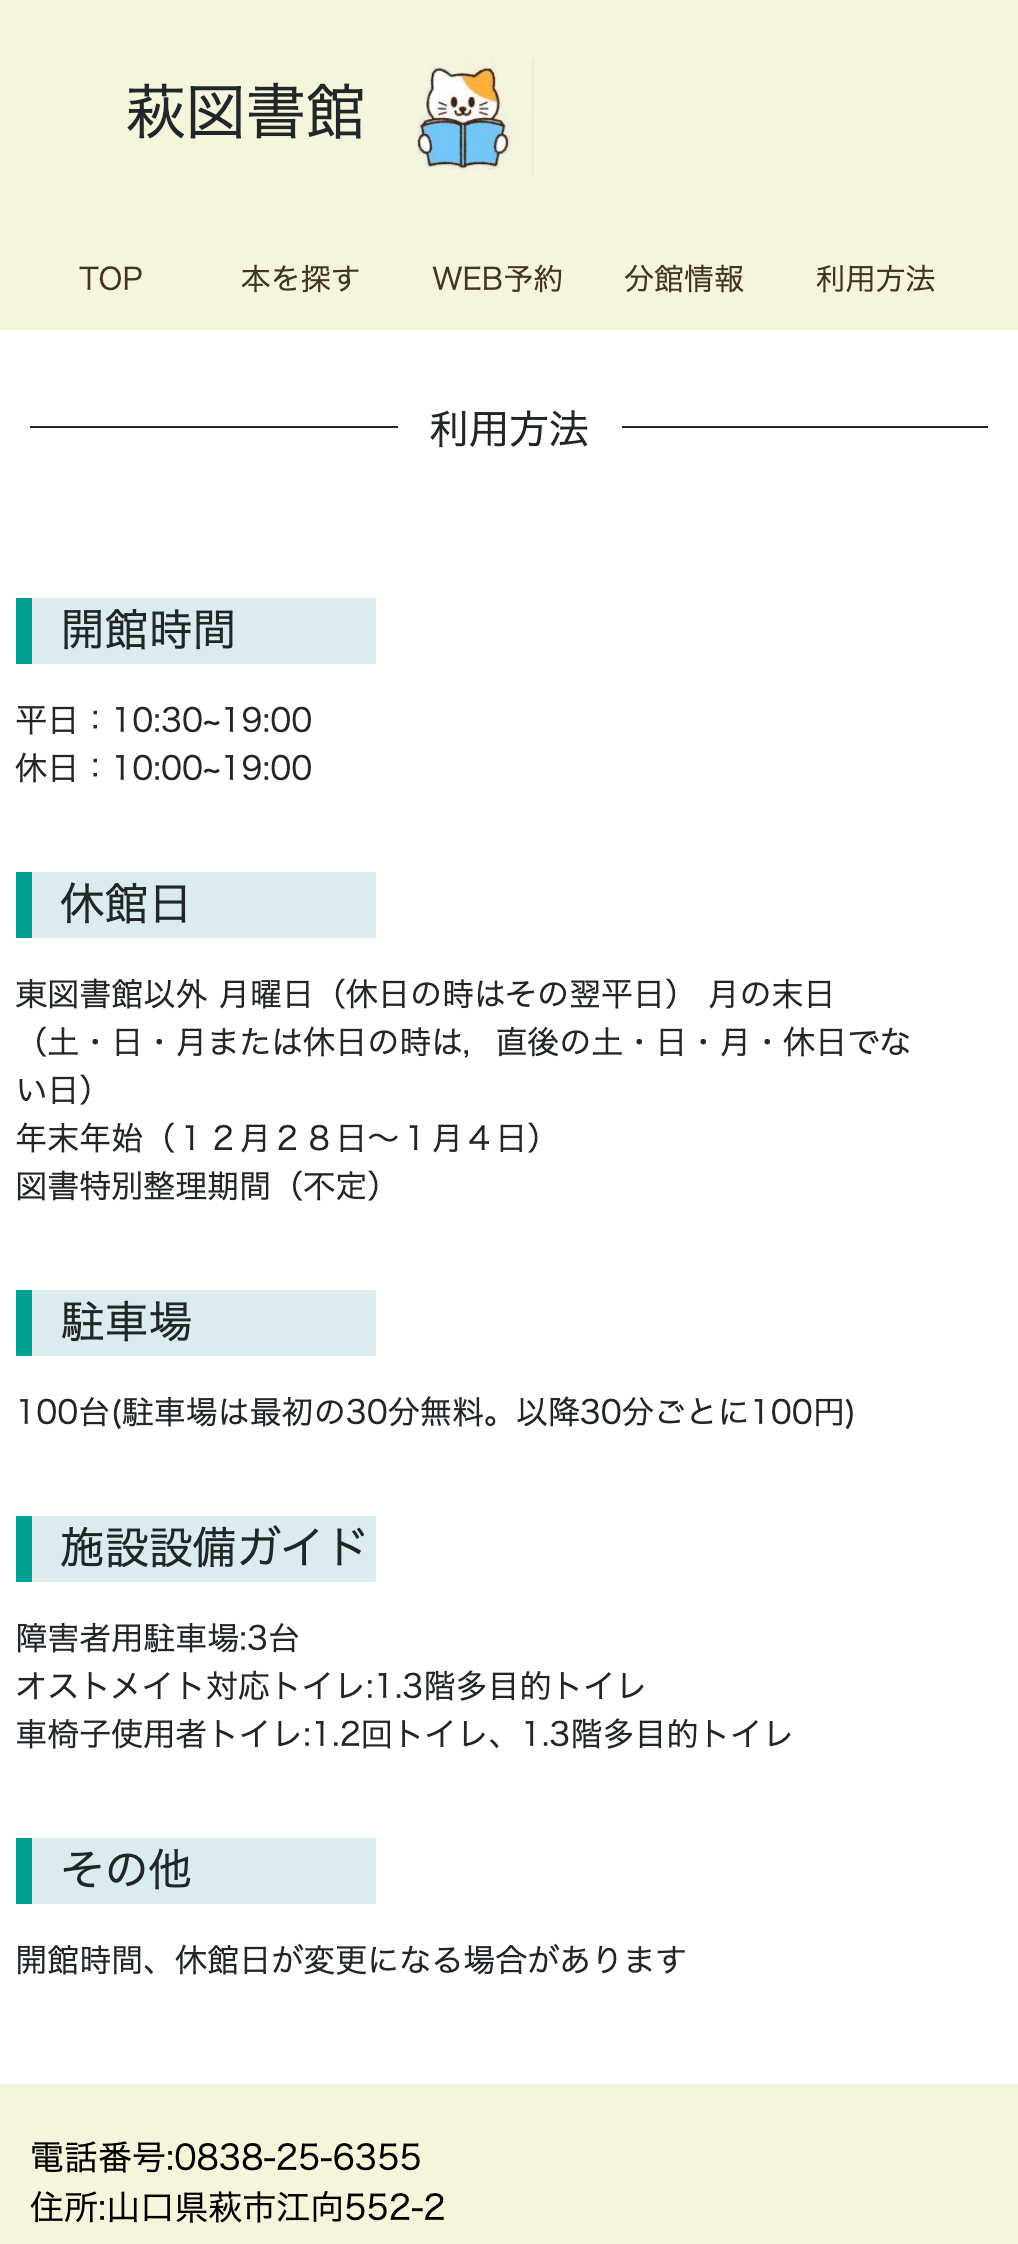 萩図書館
TOP 本を探す WEB予約 分館情報 利用方法
利用方法
開館時間
平日：10:30~19:00
休日：10:00~19:00
休館日
東図書館以外 月曜日（休日の時はその翌平日） 月の末日
（土・日・月または休日の時は，直後の土・日・月・休日でな
い日）
年末年始（１２月２８日〜１月４日）
図書特別整理期間（不定）
駐車場
100台(駐車場は最初の30分無料。以降30分ごとに100円)
施設設備ガイド
障害者用駐車場:3台
オストメイト対応トイレ:1.3階多目的トイレ
車椅子使用者トイレ:1.2回トイレ、1.3階多目的トイレ
その他
開館時間、休館日が変更になる場合があります
電話番号:0838-25-6355
住所:山口県萩市江向552-2